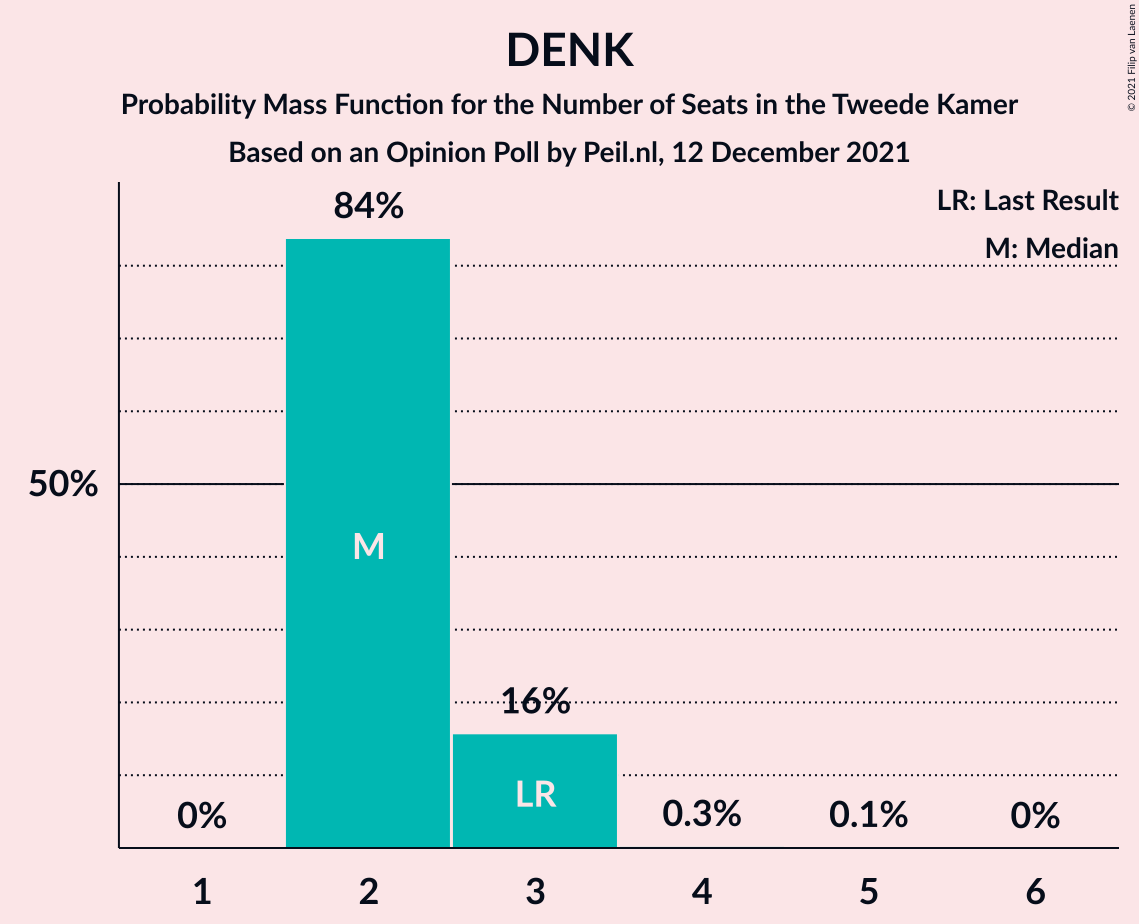 DENK
Probability Mass Function for the Number of Seats in the Tweede Kamer
Based on an Opinion Poll by Peil.nl, 12 December 2021
© 2021 Filip van Laenen
LR: Last Result
M: Median
84%
50%
M
16%
LR
0%
0.3%
0.1%
0%
1 2 3 4 5 6